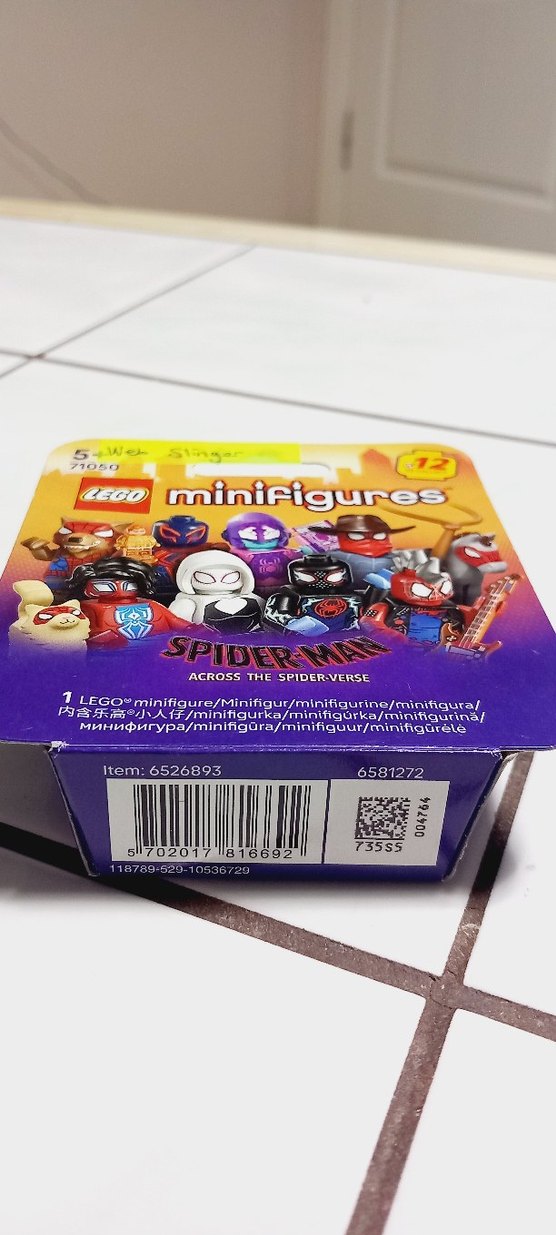 5+ Web Slinger
71050
12
LEGO minifigures
SPIDER-MAN
ACROSS THE SPIDER-VERSE
1 LEGO® minifigure/Minifigur/minifigurine/minifigura/
内含乐高®小人仔/minifigurka/minifigúrka/minifigurină/
минифигура/minifigūra/minifiguur/minifigūrėlė
Item: 6526893
6581272
5 702017 816692
735S5
004764
118789-529-10536729